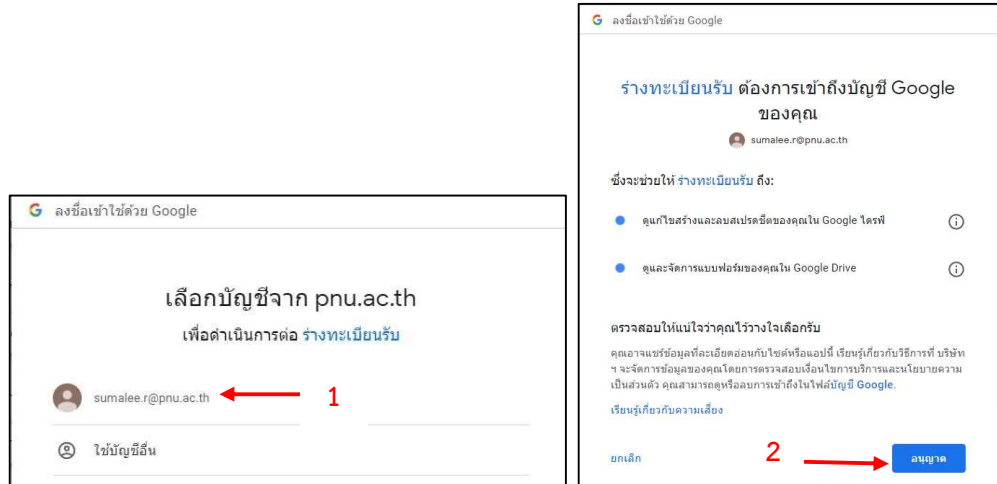 ลงชื่อเข้าใช้ด้วย Google
เลือกบัญชีจาก pnu.ac.th
เพื่อดำเนินการต่อ ร่างทะเบียนรับ
sumalee.r@pnu.ac.th
1
ใช้บัญชีอื่น
ลงชื่อเข้าใช้ด้วย Google
ร่างทะเบียนรับ ต้องการเข้าถึงบัญชี Google
ของคุณ
sumalee.r@pnu.ac.th
ซึ่งจะช่วยให้ ร่างทะเบียนรับ ถึง:
ดูแก้ไขสร้างและลบสเปรดชีตของคุณใน Google ไดรฟ์
ดูและจัดการแบบฟอร์มของคุณใน Google Drive
ตรวจสอบให้แน่ใจว่าคุณไว้วางใจเลือกรับ
คุณอาจแชร์ข้อมูลที่ละเอียดอ่อนกับไซต์หรือแอปนี้ เรียนรู้เกี่ยวกับวิธีการที่ บริษัท
ฯ จะจัดการข้อมูลของคุณโดยการตรวจสอบเงื่อนไขการบริการและนโยบายความ
เป็นส่วนตัว คุณสามารถดูหรือลบการเข้าถึงในไฟล์บัญชี Google.
เรียนรู้เกี่ยวกับความเสี่ยง
ยกเลิก
2
อนุญาต